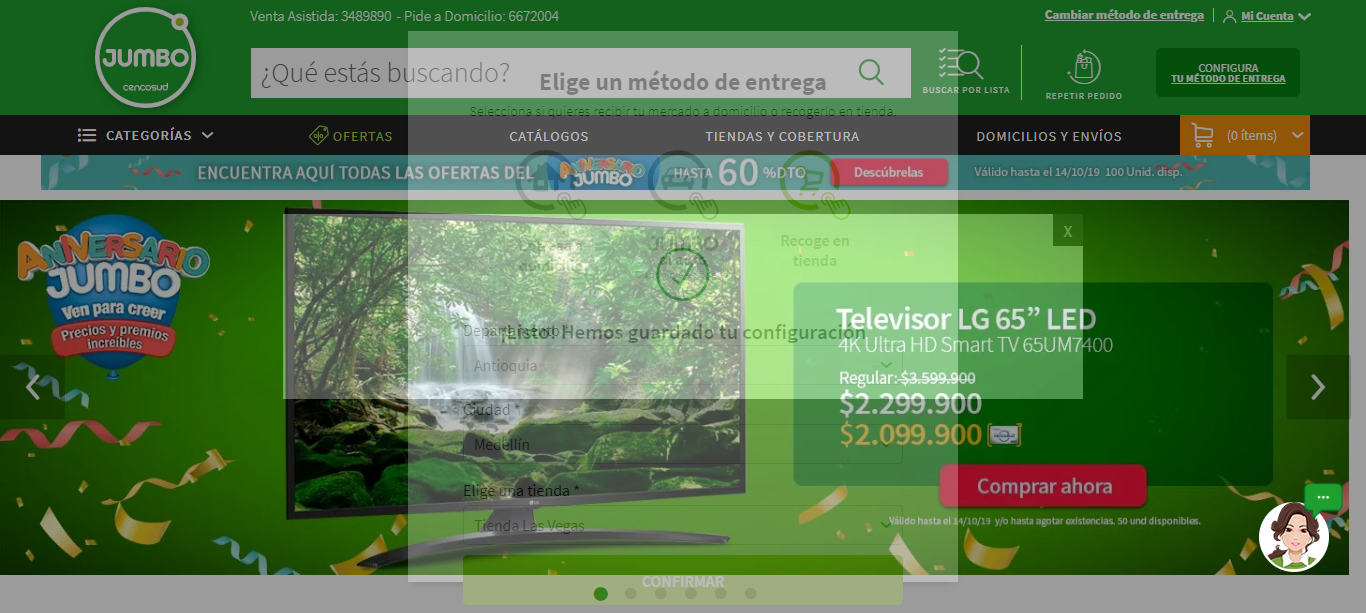 Venta Asistida: 3489890 - Pide a Domicilio: 6672004
Cambiar método de entrega
Mi Cuenta
JUMBO
cencosud
¿Qué estás buscando?
BUSCAR POR LISTA
REPETIR PEDIDO
CONFIGURA
TU MÉTODO DE ENTREGA
Elige un método de entrega
Selecciona si quieres recibir tu mercado a domicilio o recogerlo en tienda.
CATEGORÍAS
OFERTAS
CATÁLOGOS
TIENDAS Y COBERTURA
DOMICILIOS Y ENVÍOS
(0 ítems)
ENCUENTRA AQUÍ TODAS LAS OFERTAS DEL
ANIVERSARIO
JUMBO
HASTA 60 %DTO
Descúbrelas
Válido hasta el 14/10/19 100 Unid. disp.
ANIVERSARIO
JUMBO
Ven para creer
Precios y premios
increíbles
JUMBO
Recoge en
tienda
X
¡Listo! Hemos guardado tu configuración
Departamento *
Antioquia
Ciudad *
Medellín
Elige una tienda *
Tienda Las Vegas
CONFIRMAR
Televisor LG 65” LED
4K Ultra HD Smart TV 65UM7400
Regular: $3.599.900
$2.299.900
$2.099.900
Comprar ahora
Válido hasta el 14/10/19 y/o hasta agotar existencias. 50 und disponibles.